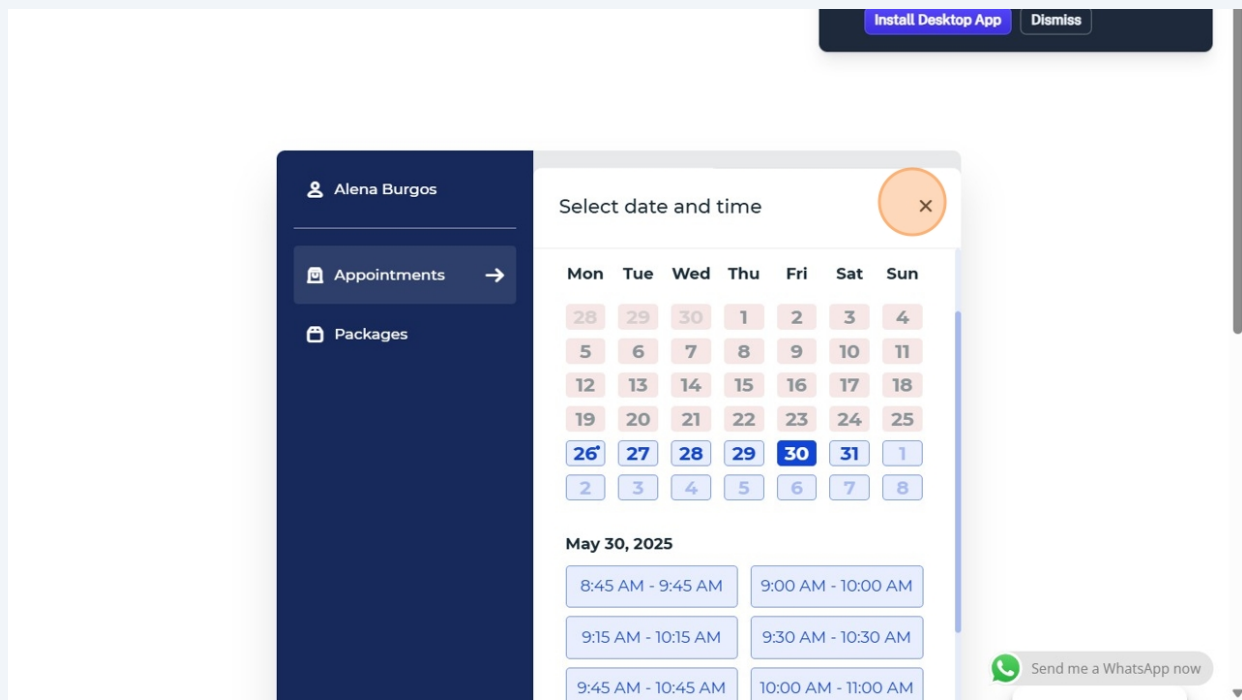 Install Desktop App Dismiss
Alena Burgos
Appointments
Packages
Select date and time
Mon Tue Wed Thu Fri Sat Sun
28 29 30 1 2 3 4
5 6 7 8 9 10 11
12 13 14 15 16 17 18
19 20 21 22 23 24 25
26 27 28 29 30 31 1
2 3 4 5 6 7 8
May 30, 2025
8:45 AM - 9:45 AM 9:00 AM - 10:00 AM
9:15 AM - 10:15 AM 9:30 AM - 10:30 AM
9:45 AM - 10:45 AM 10:00 AM - 11:00 AM
Send me a WhatsApp now